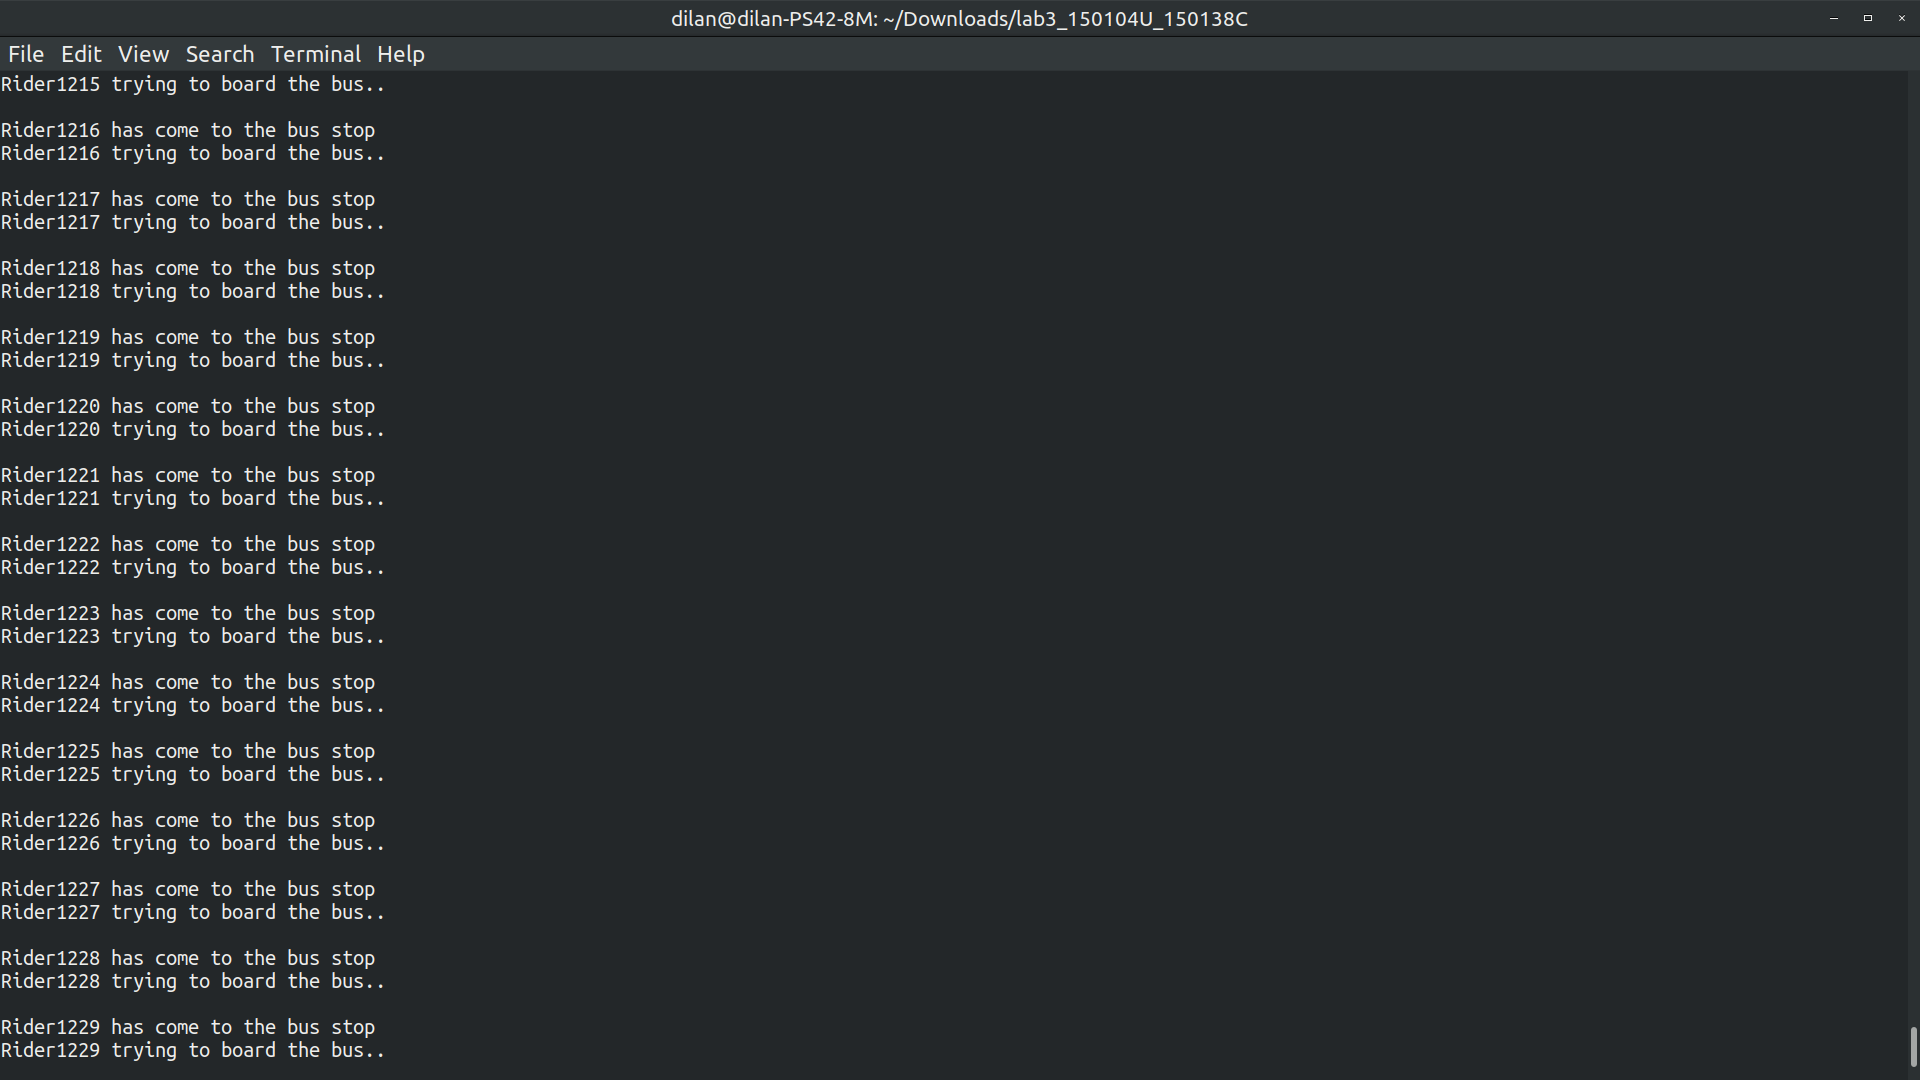 dilan@dilan-PS42-8M: ~/Downloads/lab3_150104U_150138C
File Edit View Search Terminal Help
Rider1215 trying to board the bus..
Rider1216 has come to the bus stop
Rider1216 trying to board the bus..
Rider1217 has come to the bus stop
Rider1217 trying to board the bus..
Rider1218 has come to the bus stop
Rider1218 trying to board the bus..
Rider1219 has come to the bus stop
Rider1219 trying to board the bus..
Rider1220 has come to the bus stop
Rider1220 trying to board the bus..
Rider1221 has come to the bus stop
Rider1221 trying to board the bus..
Rider1222 has come to the bus stop
Rider1222 trying to board the bus..
Rider1223 has come to the bus stop
Rider1223 trying to board the bus..
Rider1224 has come to the bus stop
Rider1224 trying to board the bus..
Rider1225 has come to the bus stop
Rider1225 trying to board the bus..
Rider1226 has come to the bus stop
Rider1226 trying to board the bus..
Rider1227 has come to the bus stop
Rider1227 trying to board the bus..
Rider1228 has come to the bus stop
Rider1228 trying to board the bus..
Rider1229 has come to the bus stop
Rider1229 trying to board the bus..